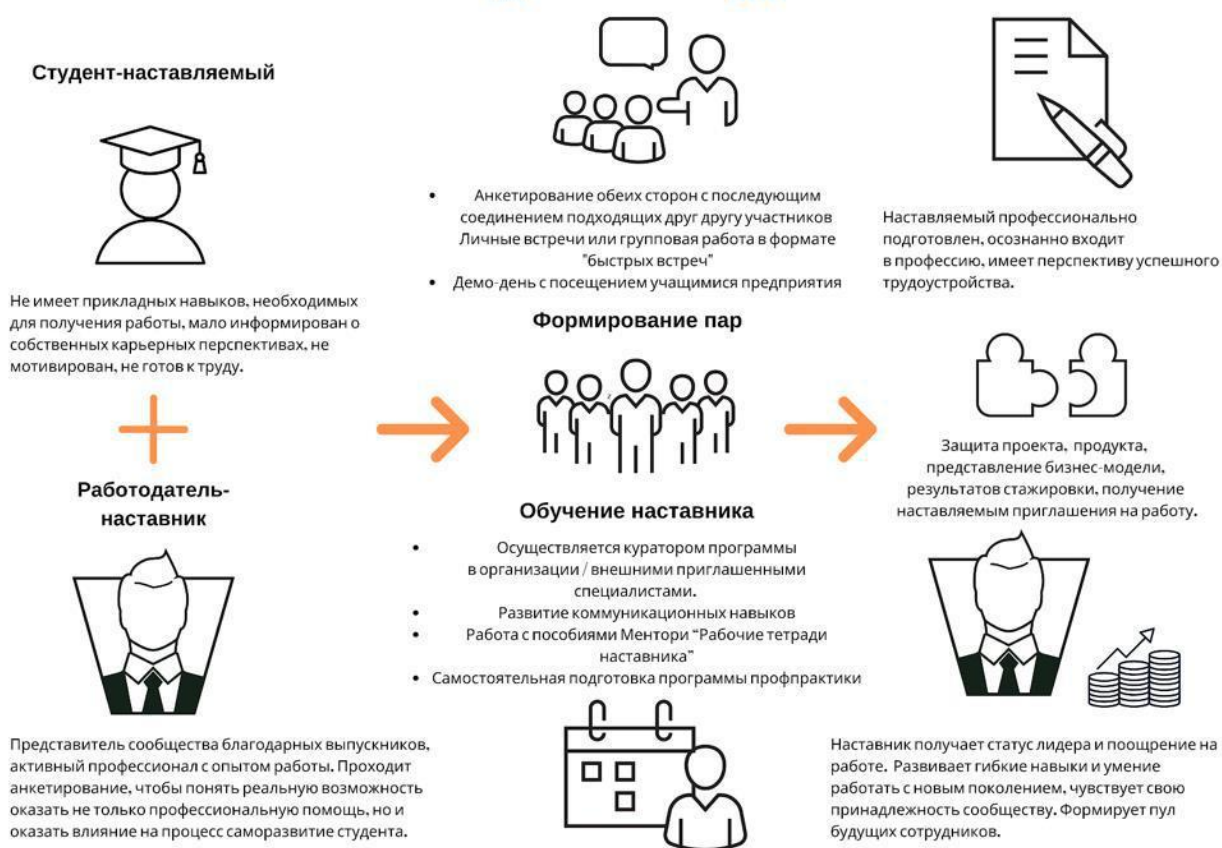 Студент-наставляемый
Не имеет прикладных навыков, необходимых
для получения работы, мало информирован о
собственных карьерных перспективах, не
мотивирован, не готов к труду.
Работодатель-
наставник
Представитель сообщества благодарных выпускников,
активный профессионал с опытом работы. Проходит
анкетирование, чтобы понять реальную возможность
оказать не только профессиональную помощь, но и
оказать влияние на процесс саморазвитие студента.
• Анкетирование обеих сторон с последующим
соединением подходящих друг другу участников
Личные встречи или групповая работа в формате
"быстрых встреч"
• Демо-день с посещением учащимися предприятия
Формирование пар
Обучение наставника
• Осуществляется куратором программы
в организации / внешними приглашенными
специалистами.
• Развитие коммуникационных навыков
• Работа с пособиями Ментори “Рабочие тетради
наставника”
• Самостоятельная подготовка программы профпрактики
Наставляемый профессионально
подготовлен, осознанно входит
в профессию, имеет перспективу успешного
трудоустройства.
Защита проекта, продукта,
представление бизнес-модели,
результатов стажировки, получение
наставляемым приглашения на работу.
Наставник получает статус лидера и поощрение на
работе. Развивает гибкие навыки и умение
работать с новым поколением, чувствует свою
принадлежность сообществу. Формирует пул
будущих сотрудников.